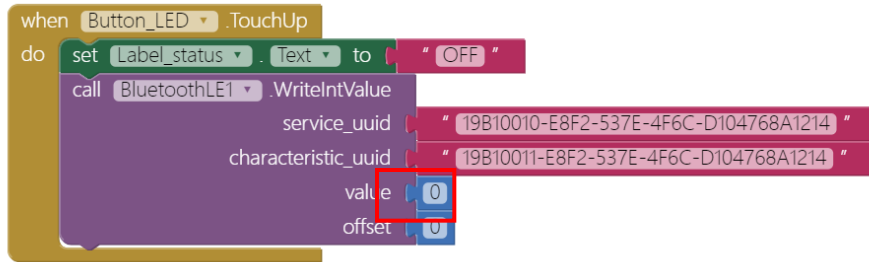 when Button_LED .TouchUp
do set Label_status . Text to " OFF "
call BluetoothLE1 .WriteIntValue
service_uuid " 19B10010-E8F2-537E-4F6C-D104768A1214 "
characteristic_uuid " 19B10011-E8F2-537E-4F6C-D104768A1214 "
value 0
offset 0